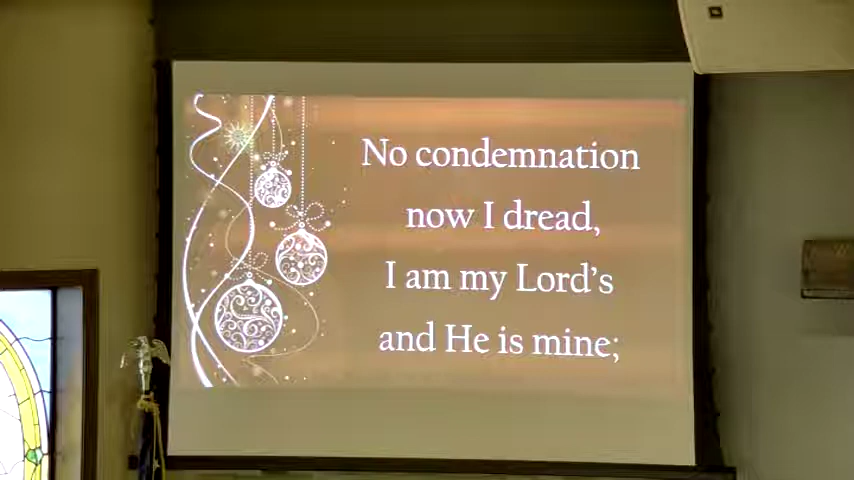 No condemnation
now I dread,
I am my Lord’s
and He is mine;